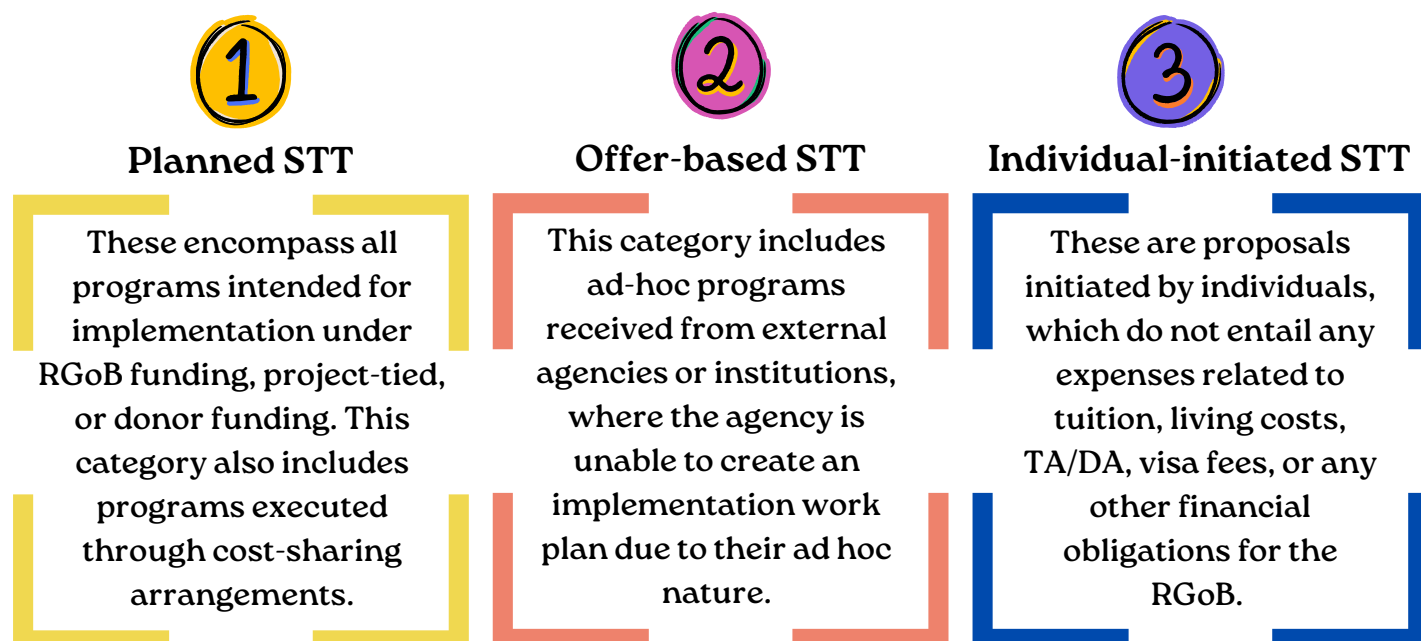 1
Planned STT
These encompass all
programs intended for
implementation under
RGoB funding, project-tied,
or donor funding. This
category also includes
programs executed
through cost-sharing
arrangements.
2
Offer-based STT
This category includes
ad-hoc programs
received from external
agencies or institutions,
where the agency is
unable to create an
implementation work
plan due to their ad hoc
nature.
3
Individual-initiated STT
These are proposals
initiated by individuals,
which do not entail any
expenses related to
tuition, living costs,
TA/DA, visa fees, or any
other financial
obligations for the
RGoB.